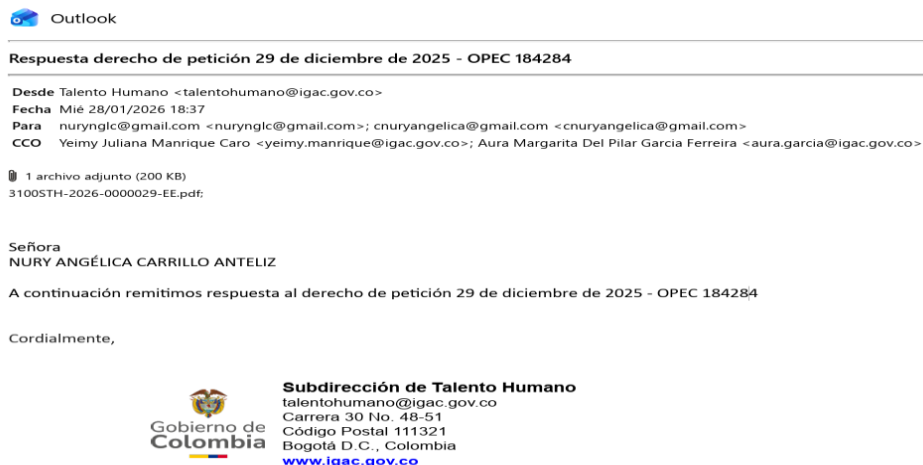 Outlook
Respuesta derecho de petición 29 de diciembre de 2025 - OPEC 184284
Desde Talento Humano <talentohumano@igac.gov.co>
Fecha Mié 28/01/2026 18:37
Para nurynglc@gmail.com <nurynglc@gmail.com>; cnuryangelica@gmail.com <cnuryangelica@gmail.com>
CCO Yeimy Juliana Manrique Caro <yeimy.manrique@igac.gov.co>; Aura Margarita Del Pilar Garcia Ferreira <aura.garcia@igac.gov.co>
1 archivo adjunto (200 KB)
3100STH-2026-0000029-EE.pdf;
Señora
NURY ANGÉLICA CARRILLO ANTELIZ
A continuación remitimos respuesta al derecho de petición 29 de diciembre de 2025 - OPEC 184284
Cordialmente,
Gobierno de
Colombia
Subdirección de Talento Humano
talentohumano@igac.gov.co
Carrera 30 No. 48-51
Código Postal 111321
Bogotá D.C., Colombia
www.igac.gov.co